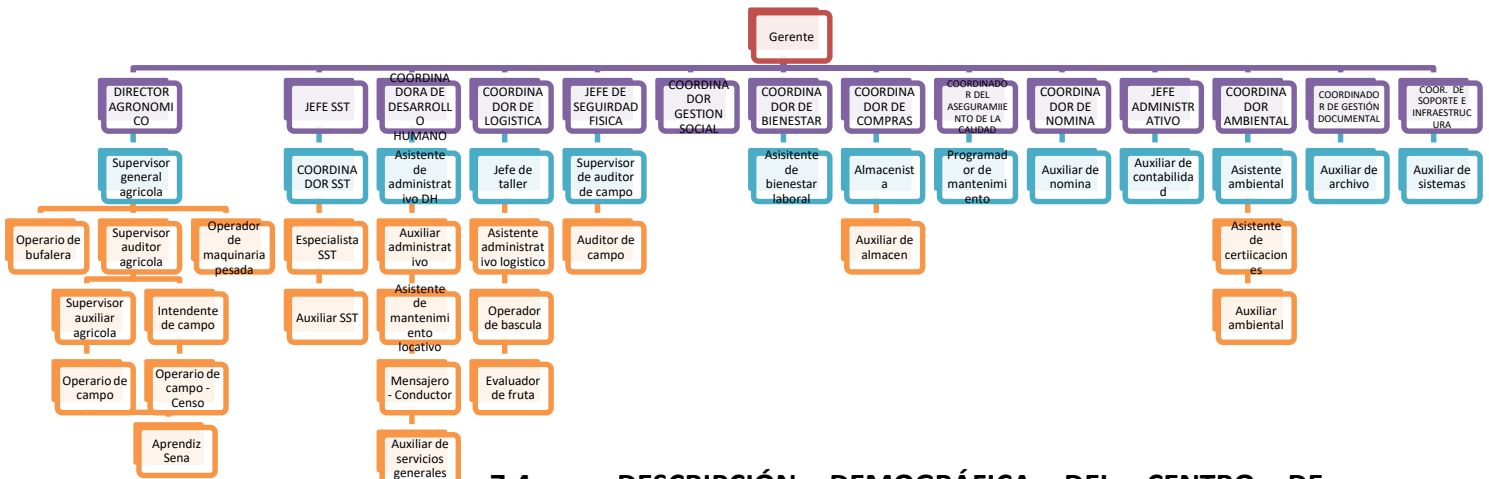 Gerente
DIRECTOR
AGRONOMI
CO
JEFE SST
COORDINA
DORA DE
DESARROLL
O
HUMANO
COORDINA
DOR DE
LOGISTICA
JEFE DE
SEGUIRDAD
FISICA
COORDINA
DOR
GESTION
SOCIAL
COORDINA
DOR DE
BIENESTAR
COORDINA
DOR DE
COMPRAS
COORDINADO
R DEL
ASEGURAMIIE
NTO DE LA
CALIDAD
COORDINA
DOR DE
NOMINA
JEFE
ADMINISTR
ATIVO
COORDINA
DOR
AMBIENTAL
COORDINADO
R DE GESTIÓN
DOCUMENTAL
COOR. DE
SOPORTE E
INFRAESTRUC
URA
Supervisor
general
agricola
COORDINA
DOR SST
Asistente
de
administrat
ivo DH
Jefe de
taller
Supervisor
de auditor
de campo
Asisitente
de
bienestar
laboral
Almacenist
a
Programad
or de
mantenimi
ento
Auxiliar de
nomina
Auxiliar de
contabilida
d
Asistente
ambiental
Auxiliar de
archivo
Auxiliar de
sistemas
Operario de
bufalera
Supervisor
auditor
agricola
Operador
de
maquinaria
pesada
Especialista
SST
Auxiliar
administrat
ivo
Asistente
administrat
ivo logistico
Auditor de
campo
Auxiliar de
almacen
Asistente
de
certiicacion
es
Supervisor
auxiliar
agricola
Intendente
de campo
Auxiliar SST
Asistente
de
mantenimi
ento
locativo
Operador
de bascula
Auxiliar
ambiental
Operario de
campo
Operario de
campo -
Censo
Mensajero
- Conductor
Evaluador
de fruta
Aprendiz
Sena
Auxiliar de
servicios
generales
7.4 DESCRIPCIÓN DEMOGRÁFICA DEL CENTRO DE